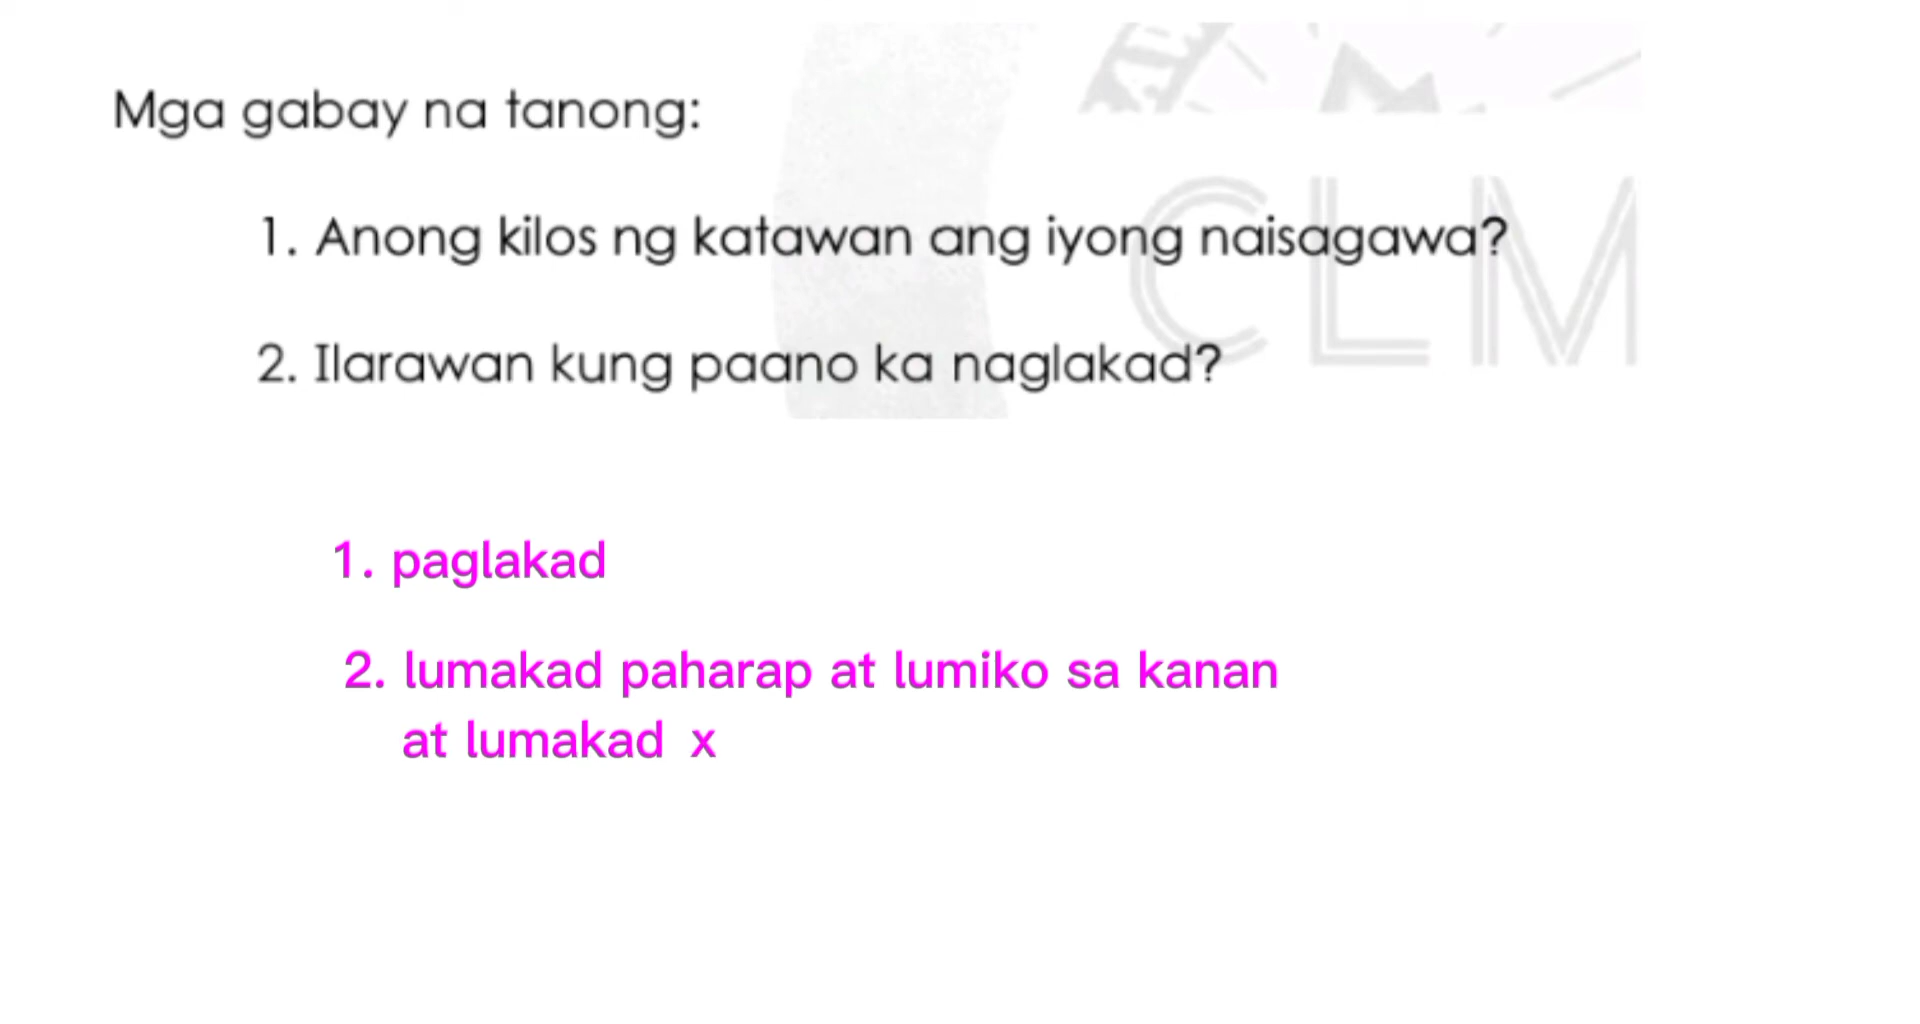 Mga gabay na tanong:
1. Anong kilos ng katawan ang iyong naisagawa?
2. Ilarawan kung paano ka naglakad?
CLM
1. paglakad
2. lumakad paharap at lumiko sa kanan
at lumakad x